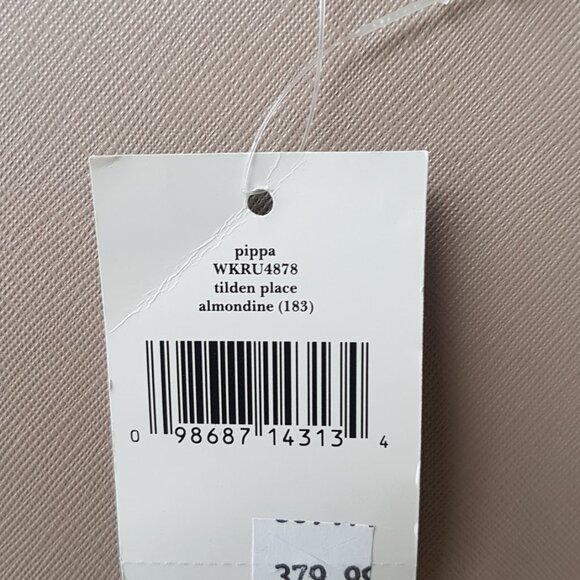 pippa
WKRU4878
tilden place
almondine (183)
0 98687 14313 4